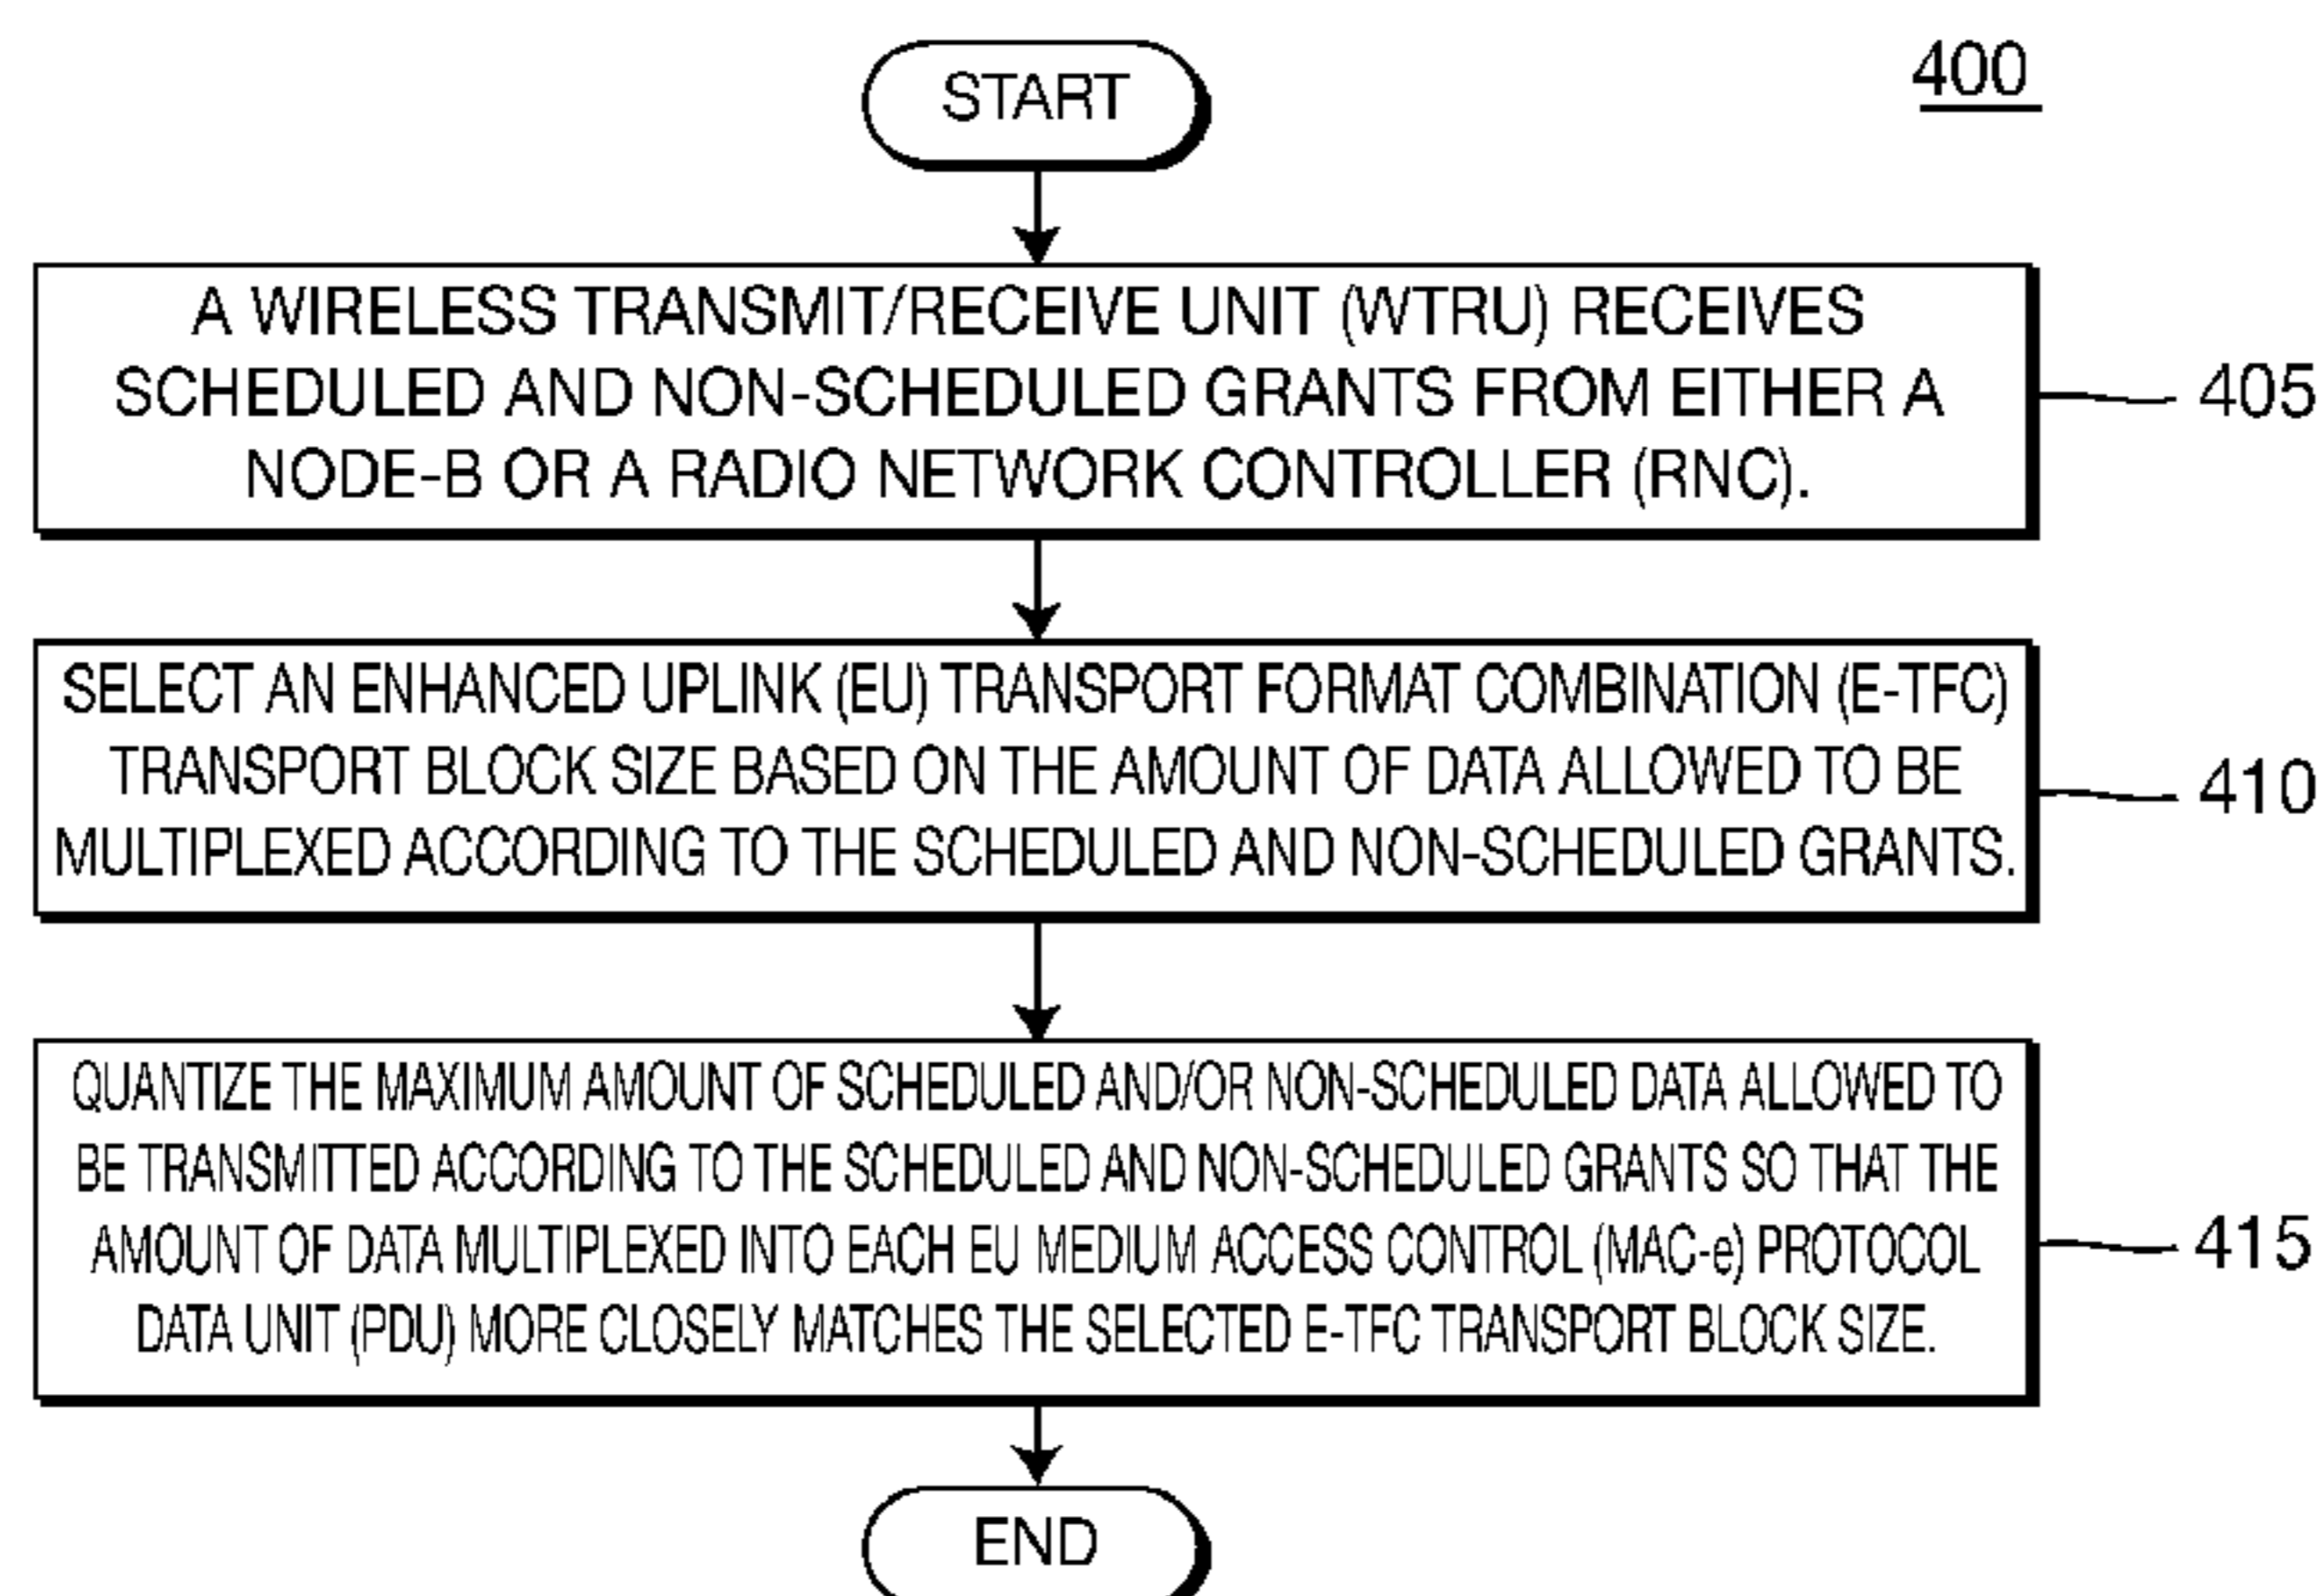 START
400
A WIRELESS TRANSMIT/RECEIVE UNIT (WTRU) RECEIVES
SCHEDULED AND NON-SCHEDULED GRANTS FROM EITHER A
NODE-B OR A RADIO NETWORK CONTROLLER (RNC).
405
SELECT AN ENHANCED UPLINK (EU) TRANSPORT FORMAT COMBINATION (E-TFC)
TRANSPORT BLOCK SIZE BASED ON THE AMOUNT OF DATA ALLOWED TO BE
MULTIPLEXED ACCORDING TO THE SCHEDULED AND NON-SCHEDULED GRANTS.
410
QUANTIZE THE MAXIMUM AMOUNT OF SCHEDULED AND/OR NON-SCHEDULED DATA ALLOWED TO
BE TRANSMITTED ACCORDING TO THE SCHEDULED AND NON-SCHEDULED GRANTS SO THAT THE
AMOUNT OF DATA MULTIPLEXED INTO EACH EU MEDIUM ACCESS CONTROL (MAC-e) PROTOCOL
DATA UNIT (PDU) MORE CLOSELY MATCHES THE SELECTED E-TFC TRANSPORT BLOCK SIZE.
415
END